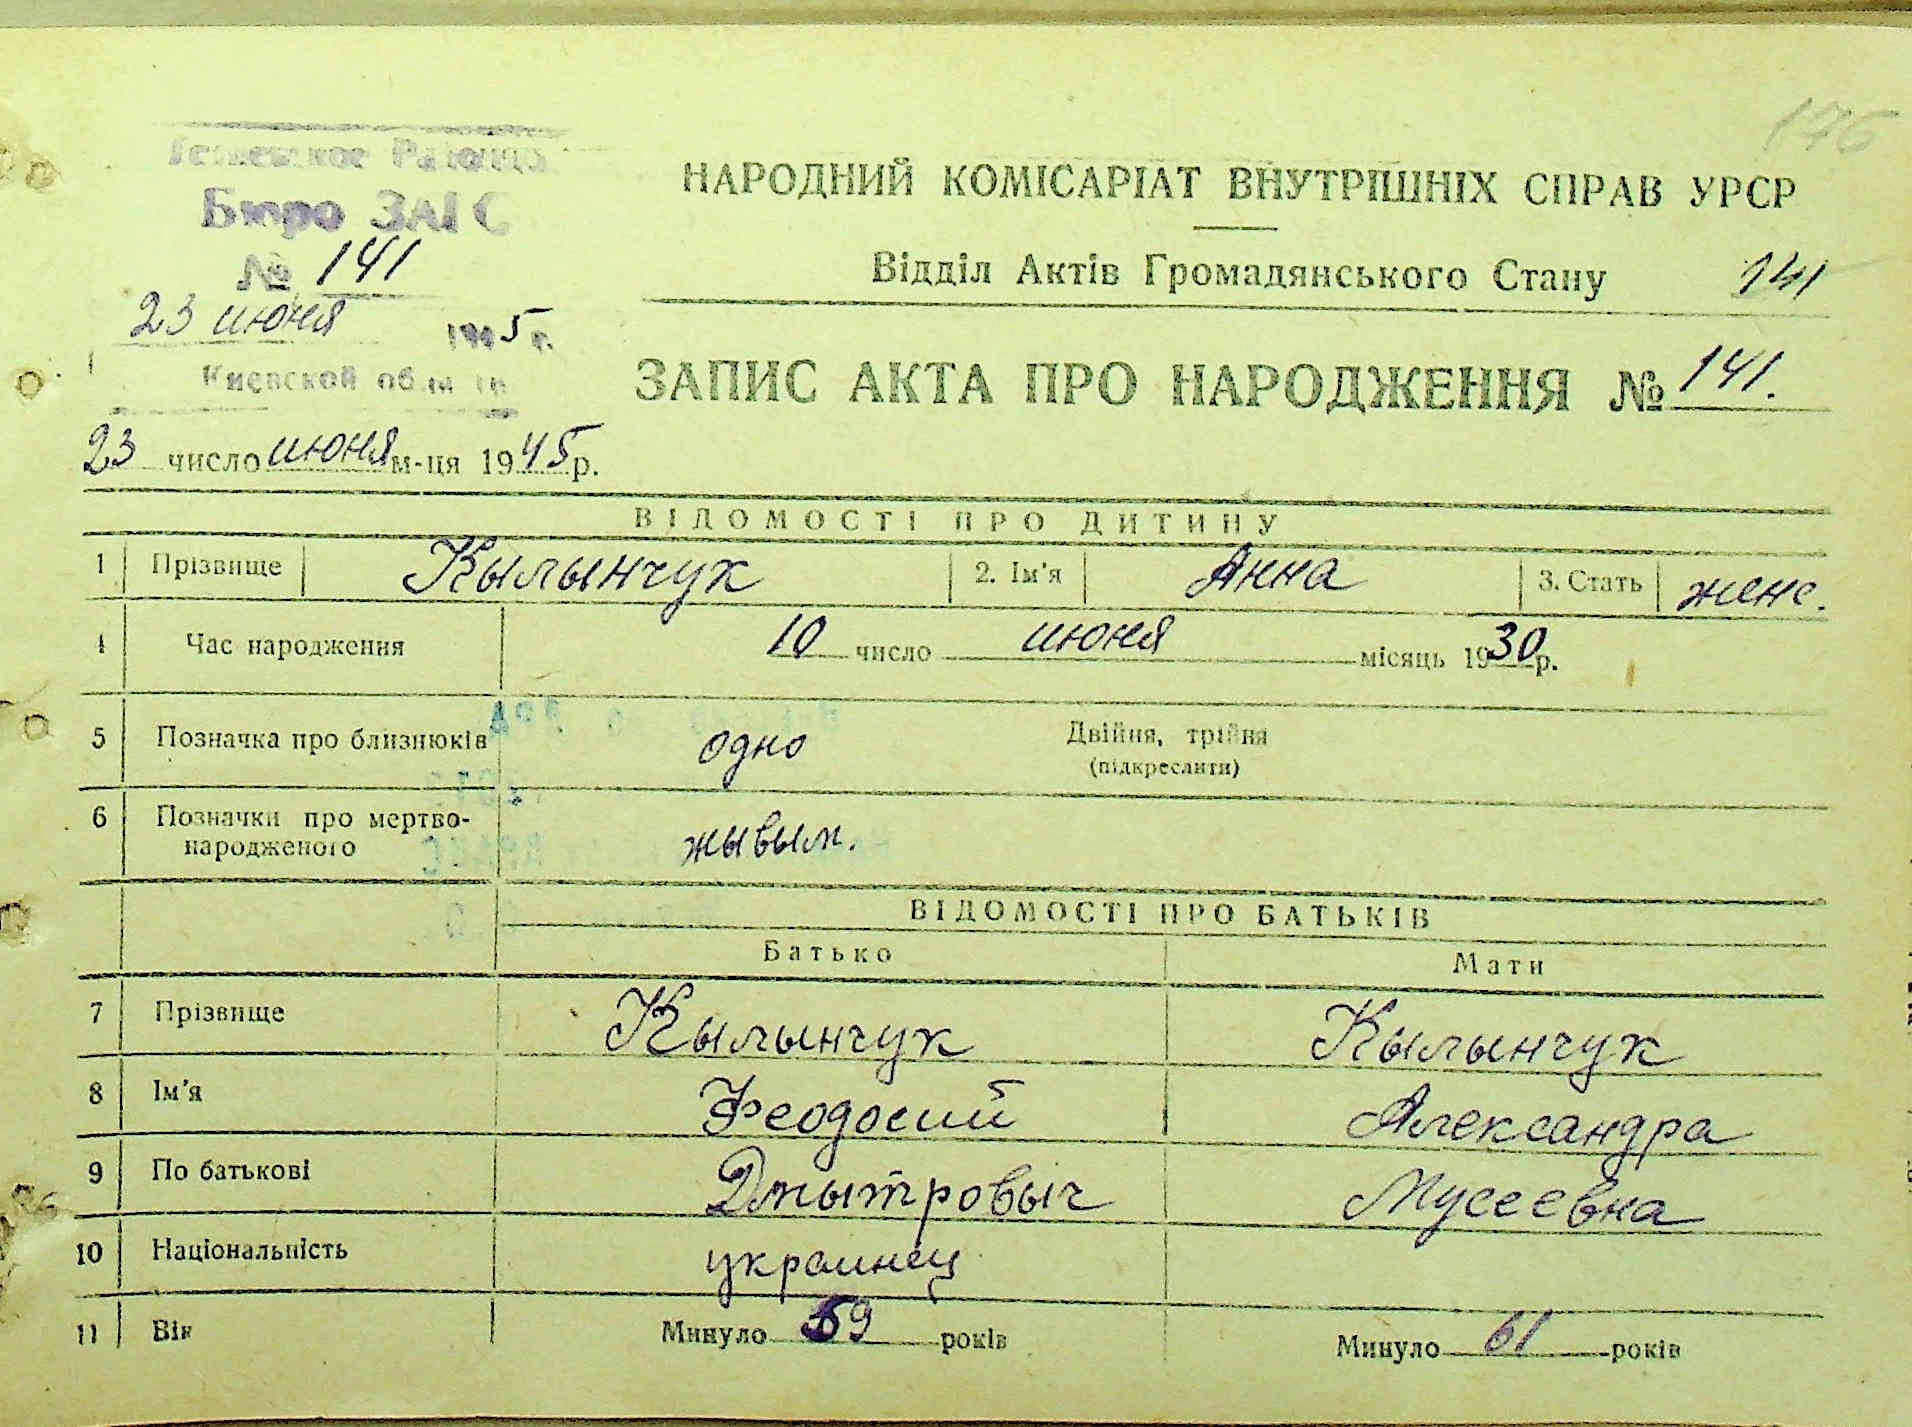 176
Бюро ЗАГС
№ 141
23 июня 1945 г.
Киевской области
НАРОДНИЙ КОМІСАРІАТ ВНУТРІШНІХ СПРАВ УРСР
Відділ Актів Громадянського Стану
141
ЗАПИС АКТА ПРО НАРОДЖЕННЯ № 141.
23 число июня м-ця 1945 р.
ВІДОМОСТІ ПРО ДИТИНУ
1 Прізвище Кылынчук 2. Ім'я Анна 3. Стать женс.
4 Час народження 10 число июня місяць 1930 р.
5 Позначка про близнюків одно Двійня, трійня
(підкреслити)
6 Позначки про мертво-
народженого жывым.
ВІДОМОСТІ ПРО БАТЬКІВ
Батько Мати
7 Прізвище Кылынчук Кылынчук
8 Ім'я Феодосий Александра
9 По батькові Дмытровыч Мусеевна
10 Національність украинец
11 Вік Минуло 59 років Минуло 61 років